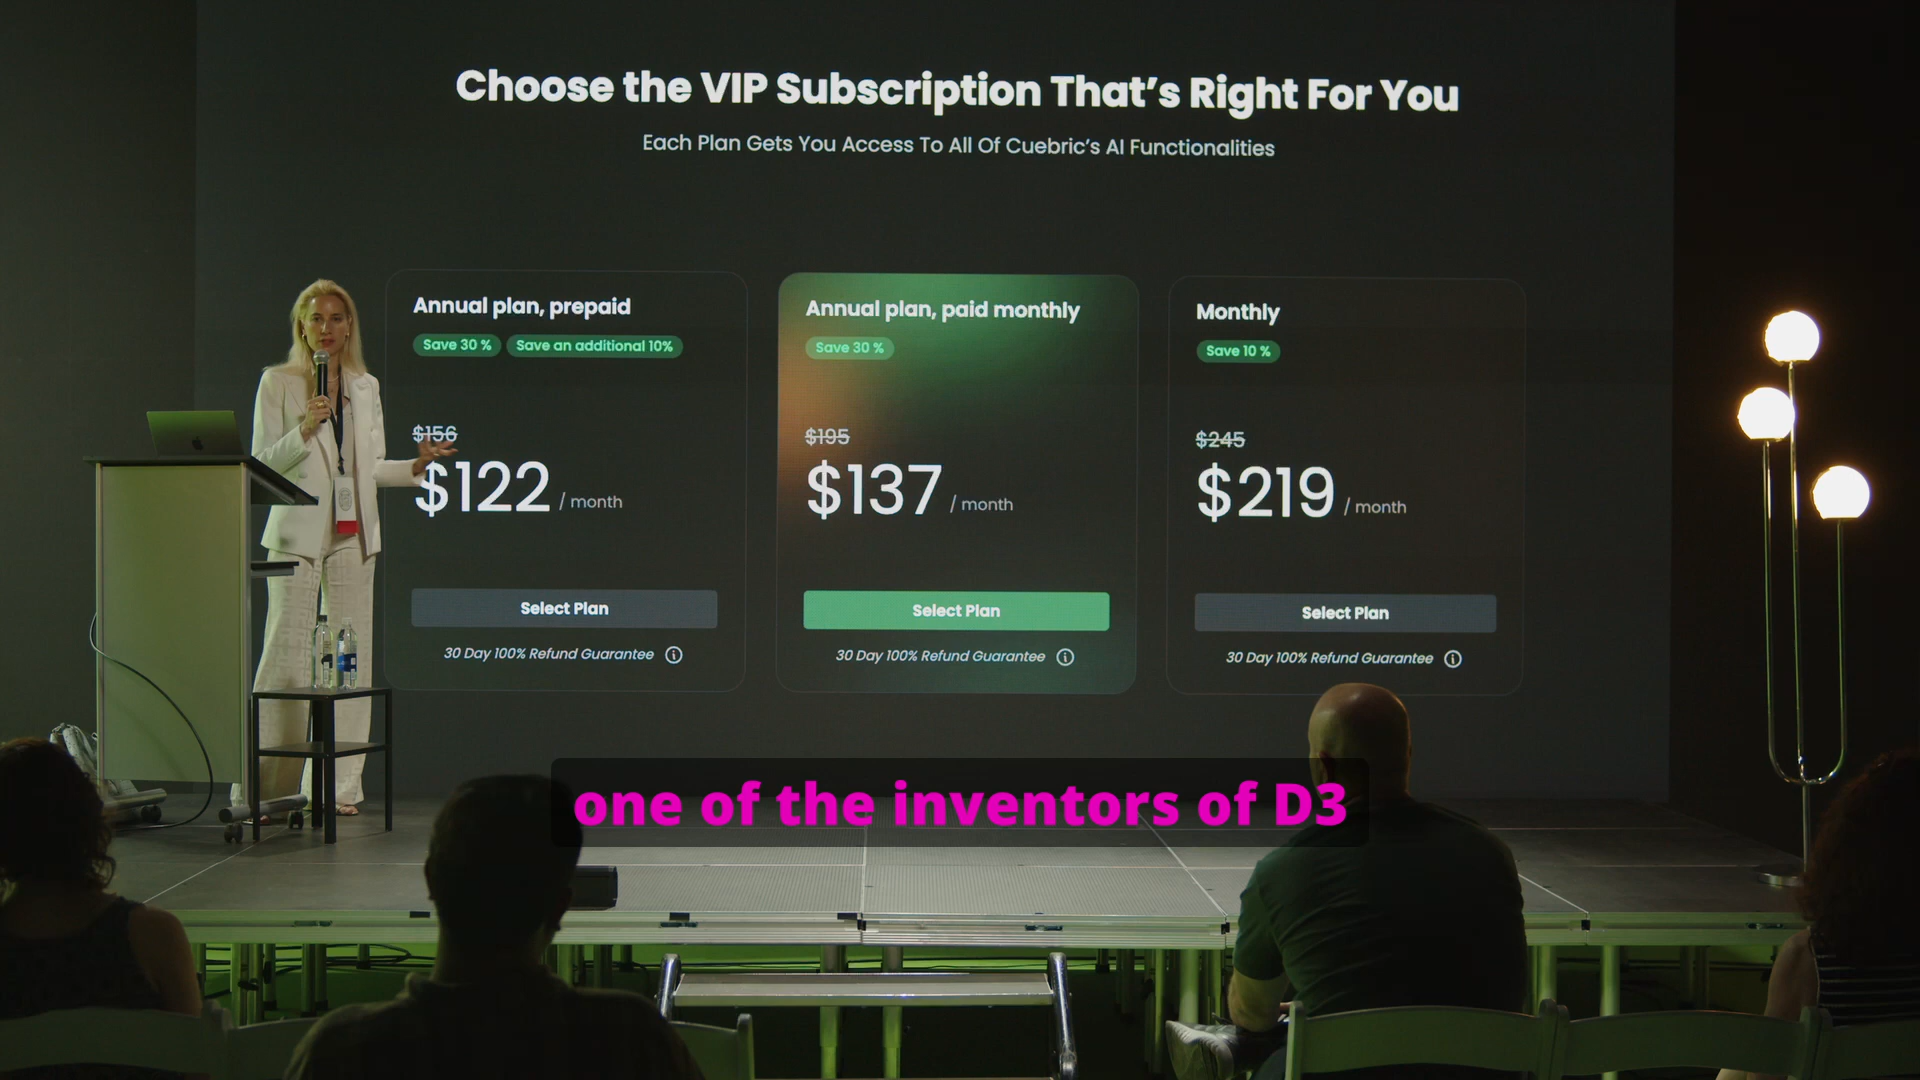 Choose the VIP Subscription That's Right For You
Each Plan Gets You Access To All Of Cuebric's AI Functionalities
Annual plan, prepaid
Save 30 % Save an additional 10%
$156
$122 / month
Select Plan
30 Day 100% Refund Guarantee
Annual plan, paid monthly
Save 30 %
$195
$137 / month
Select Plan
30 Day 100% Refund Guarantee
Monthly
Save 10 %
$245
$219 / month
Select Plan
30 Day 100% Refund Guarantee
one of the inventors of D3